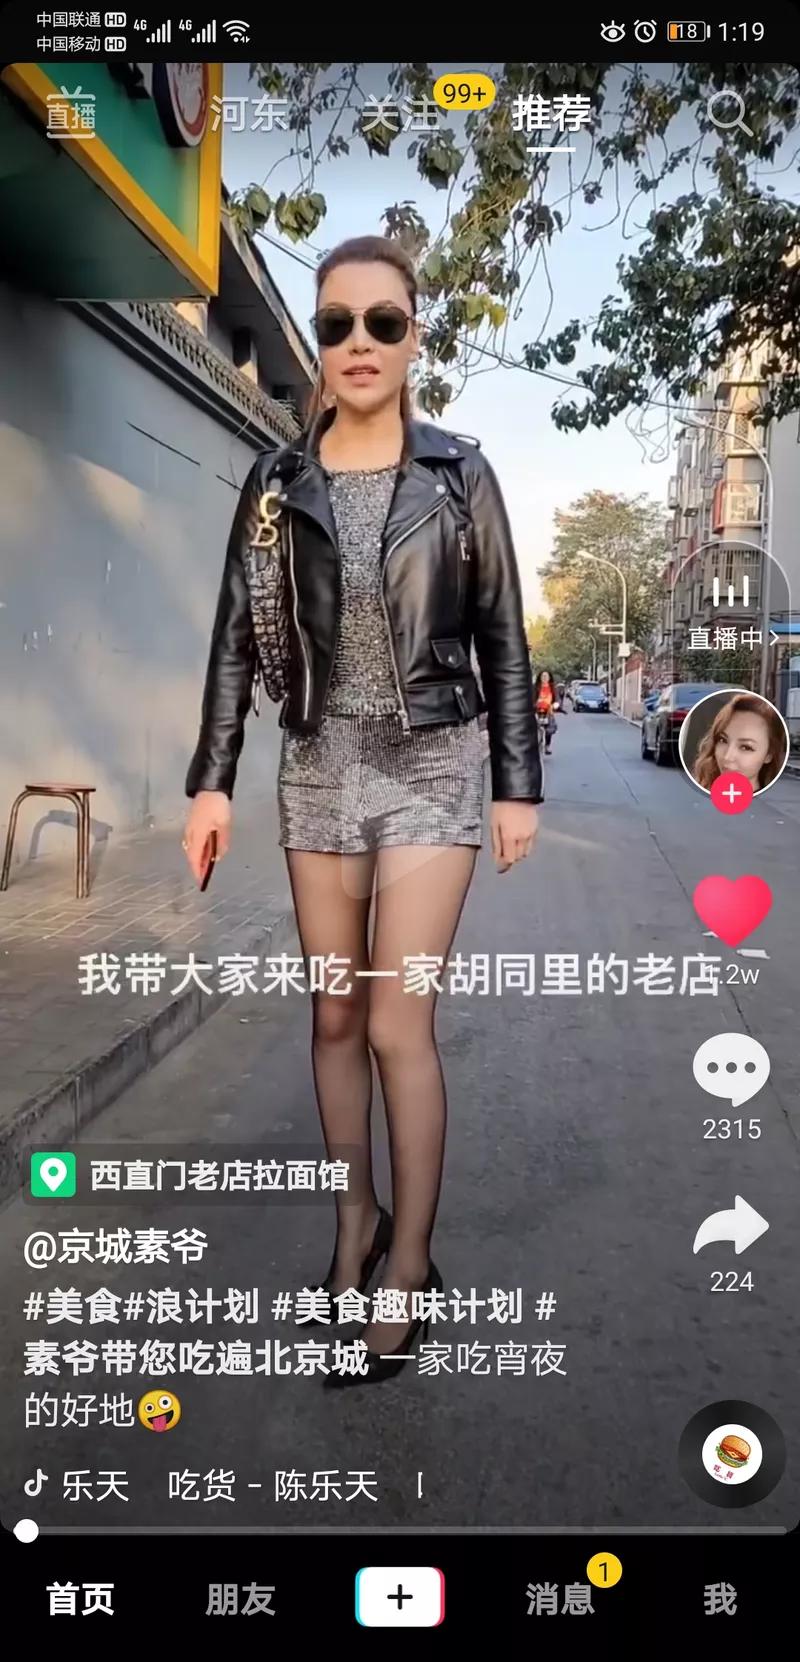 中国联通 HD 4G 4G 18 1:19
中国移动 HD
直播 河东 关注 99+ 推荐
直播中
我带大家来吃一家胡同里的老店
1.2w
2315
西直门老店拉面馆
@京城素爷
224
#美食#浪计划 #美食趣味计划 #
素爷带您吃遍北京城 一家吃宵夜
的好地🤪
乐天 吃货 - 陈乐天
首页 朋友 消息 1 我